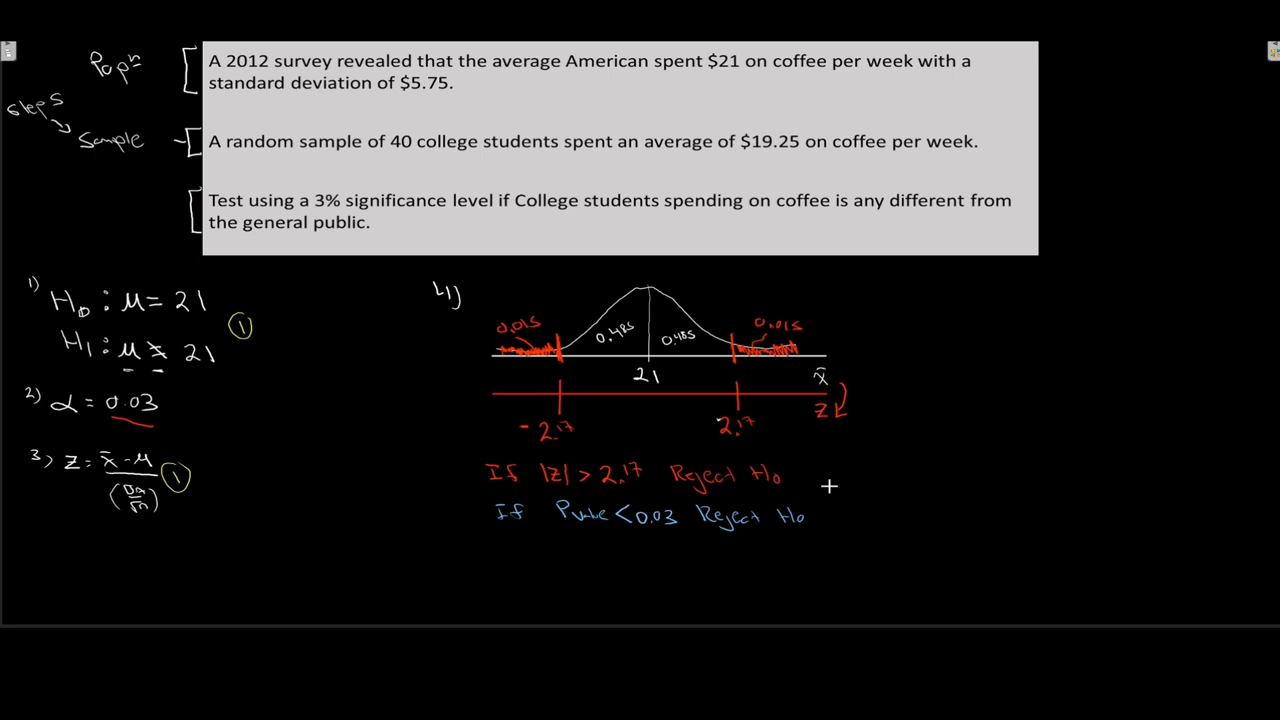 Popⁿ
A 2012 survey revealed that the average American spent $21 on coffee per week with a
standard deviation of $5.75.
Steps
Sample
A random sample of 40 college students spent an average of $19.25 on coffee per week.
Test using a 3% significance level if College students spending on coffee is any different from
the general public.
1)
H₀ : μ = 21
H₁ : μ ≠ 21
1
2) α = 0.03
3) z = x̄ - μ
1
4)
0.015
0.485
0.485
0.015
21
x̄
z
- 2.17
2.17
If |z| > 2.17 Reject H₀
If Pvalue < 0.03 Reject H₀